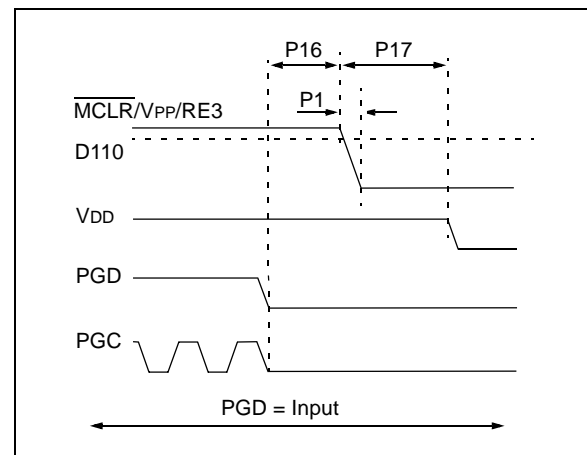 P16 P17
P1
MCLR/VPP/RE3
D110
VDD
PGD
PGC
PGD = Input